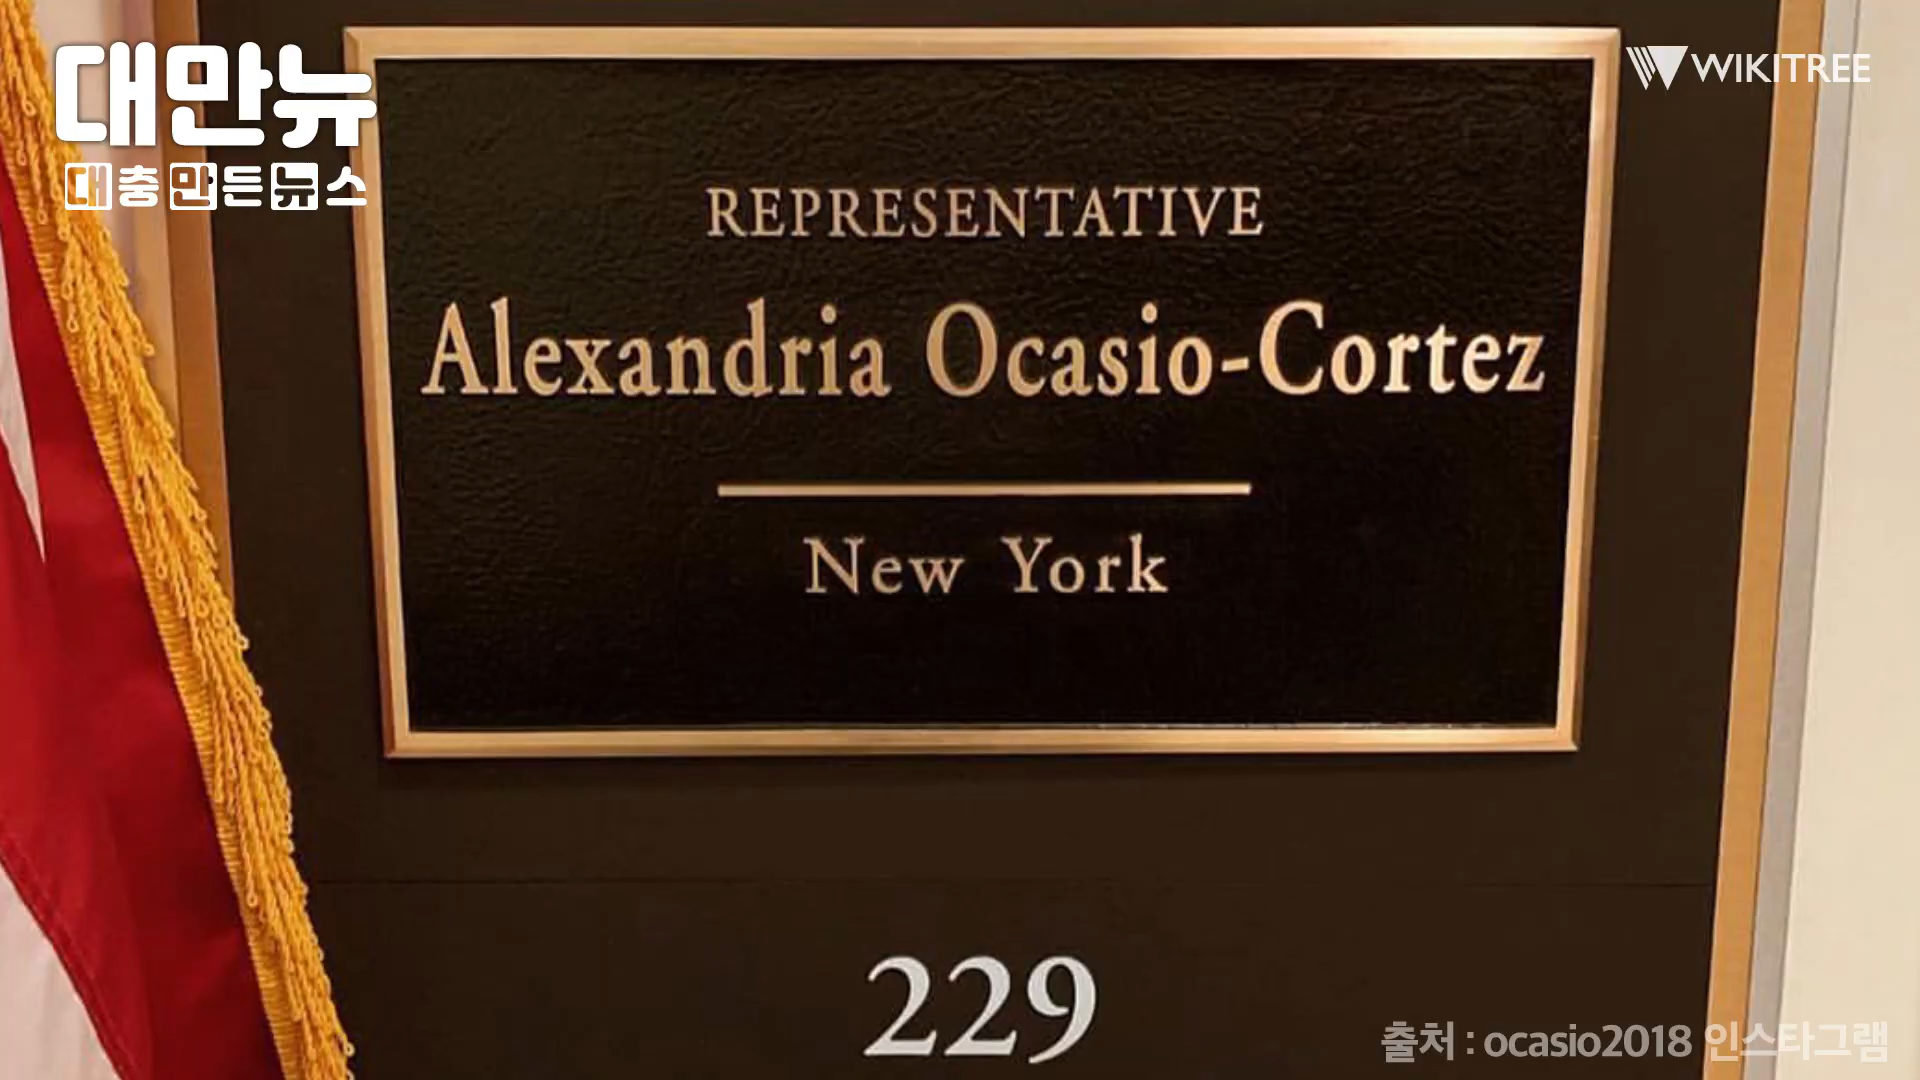 대만뉴
대충만든뉴스
WIKITREE
REPRESENTATIVE
Alexandria Ocasio-Cortez
New York
229
출처 : ocasio2018 인스타그램